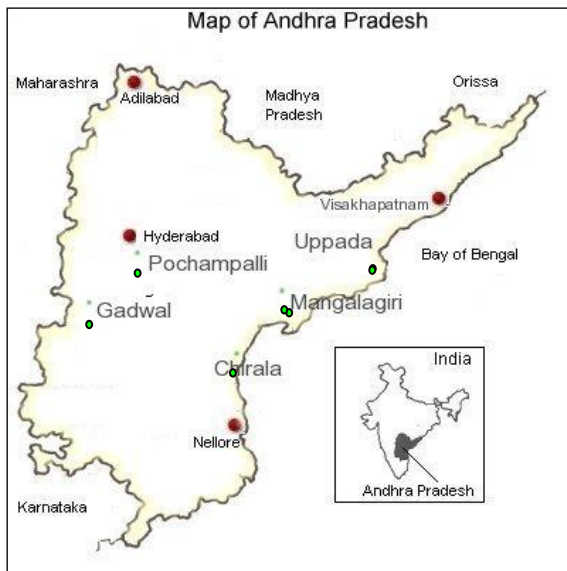 Map of Andhra Pradesh
Maharashra
Adilabad
Madhya
Pradesh
Orissa
Visakhapatnam
Hyderabad
Uppada
Bay of Bengal
Pochampalli
Gadwal
Mangalagiri
Chirala
India
Nellore
Andhra Pradesh
Karnataka